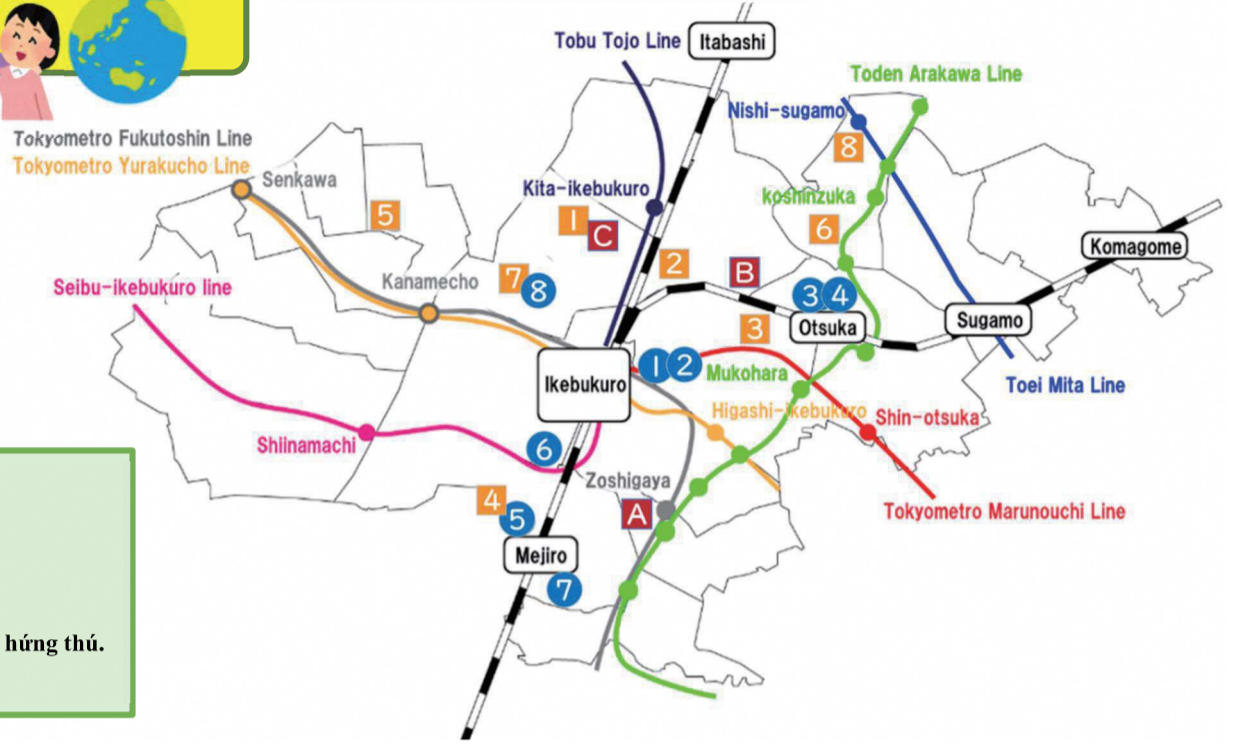 Tobu Tojo Line
Itabashi
Toden Arakawa Line
Nishi-sugamo
8
Tokyometro Fukutoshin Line
Tokyometro Yurakucho Line
Senkawa
5
Kita-ikebukuro
1
C
koshinzuka
6
Komagome
2
B
Kanamecho
7
8
3
4
Seibu-ikebukuro line
Otsuka
3
Sugamo
Ikebukuro
1
2
Mukohara
Toei Mita Line
Higashi-ikebukuro
Shin-otsuka
Shiinamachi
6
Zoshigaya
4
5
A
Tokyometro Marunouchi Line
Mejiro
7
hứng thú.